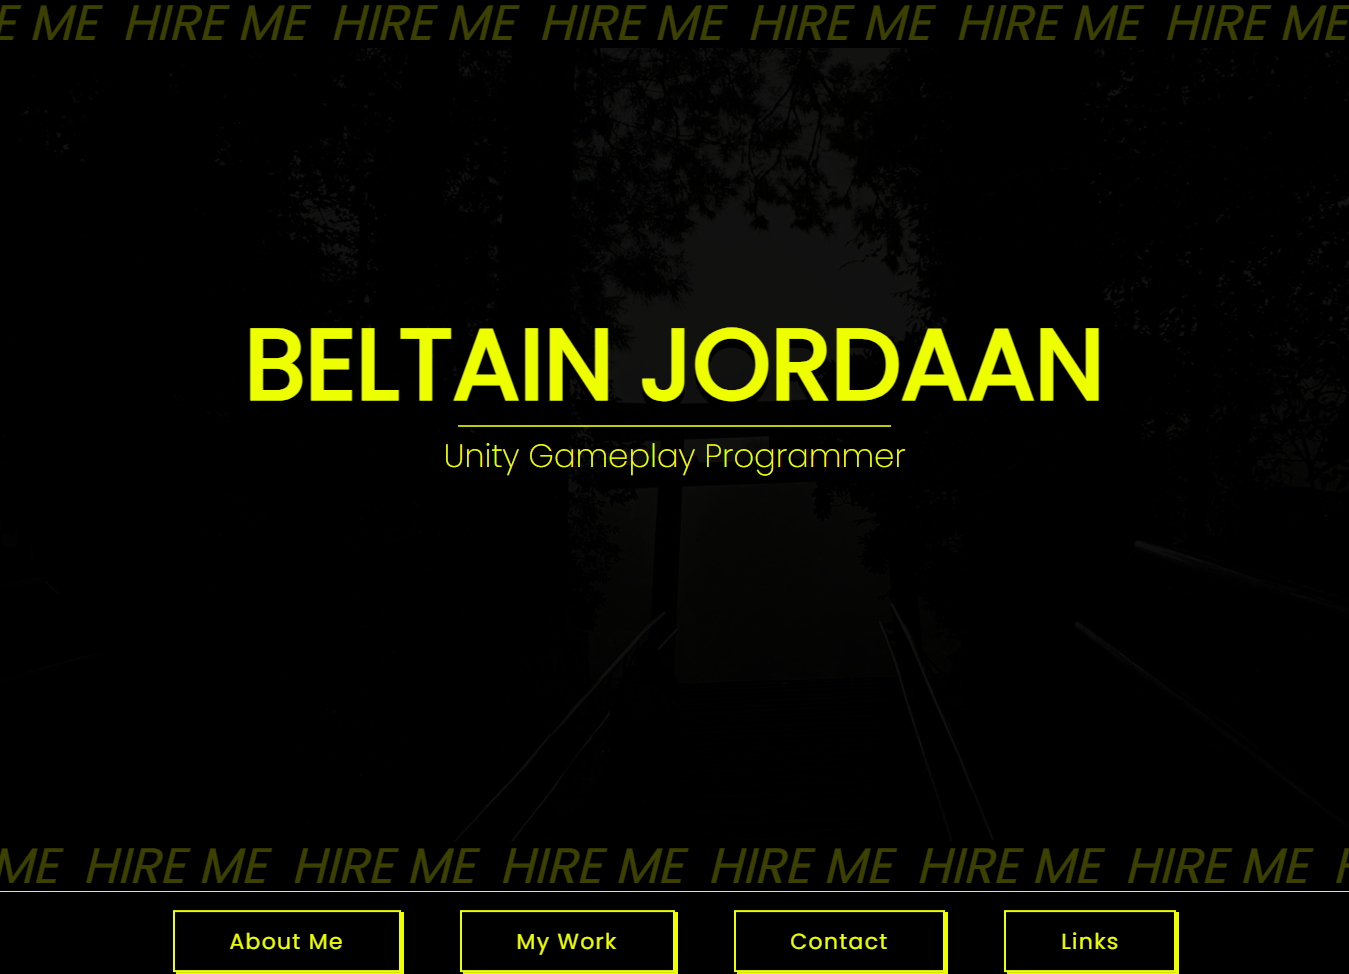 E ME HIRE ME HIRE ME HIRE ME HIRE ME HIRE ME HIRE ME
BELTAIN JORDAAN
Unity Gameplay Programmer
ME HIRE ME HIRE ME HIRE ME HIRE ME HIRE ME HIRE ME
About Me
My Work
Contact
Links